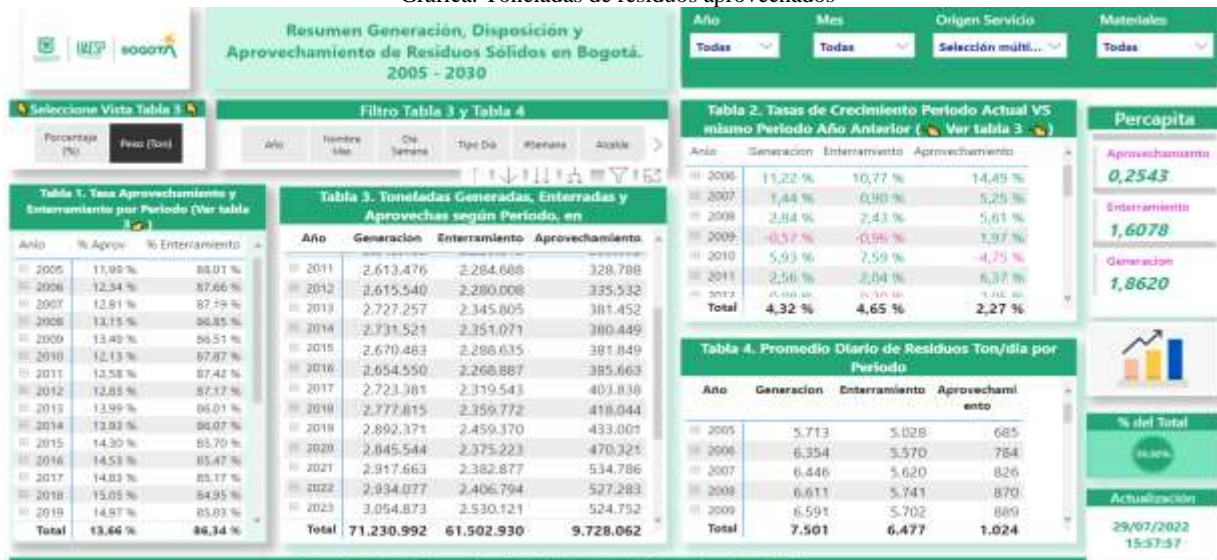 Gráfica. Toneladas de residuos aprovechados
UAESP BOGOTÁ
Resumen Generación, Disposición y
Aprovechamiento de Residuos Sólidos en Bogotá.
2005 - 2030
Año Mes Origen Servicio Materiales
Todas Todas Selección múlti... Todas
Seleccione Vista Tabla 3
Porcentaje (%) Peso (Ton)
Filtro Tabla 3 y Tabla 4
Año Nombre Mes Dia Semana Tipo Dia #Semana Alcalde
Tabla 1. Tasa Aprovechamiento y
Enterramiento por Periodo (Ver tabla
3)
Anio % Aprov % Enterramiento
2005 11,99 % 88,01 %
2006 12,34 % 87,66 %
2007 12,81 % 87,19 %
2008 13,15 % 86,85 %
2009 13,49 % 86,51 %
2010 12,13 % 87,87 %
2011 12,58 % 87,42 %
2012 12,83 % 87,17 %
2013 13,99 % 86,01 %
2014 13,93 % 86,07 %
2015 14,30 % 85,70 %
2016 14,53 % 85,47 %
2017 14,83 % 85,17 %
2018 15,05 % 84,95 %
2019 14,97 % 85,03 %
Total 13,66 % 86,34 %
Tabla 3. Toneladas Generadas, Enterradas y
Aprovechas según Periodo, en
Año Generacion Enterramiento Aprovechamiento
2011 2.613.476 2.284.688 328.788
2012 2.615.540 2.280.008 335.532
2013 2.727.257 2.345.805 381.452
2014 2.731.521 2.351.071 380.449
2015 2.670.483 2.288.635 381.849
2016 2.654.550 2.268.887 385.663
2017 2.723.381 2.319.543 403.838
2018 2.777.815 2.359.772 418.044
2019 2.892.371 2.459.370 433.001
2020 2.845.544 2.375.223 470.321
2021 2.917.663 2.382.877 534.786
2022 2.934.077 2.406.794 527.283
2023 3.054.873 2.530.121 524.752
Total 71.230.992 61.502.930 9.728.062
Tabla 2. Tasas de Crecimiento Periodo Actual VS
mismo Periodo Año Anterior ( Ver tabla 3 )
Anio Generacion Enterramiento Aprovechamiento
2006 11,22 % 10,77 % 14,49 %
2007 1,44 % 0,90 % 5,25 %
2008 2,84 % 2,43 % 5,61 %
2009 -0,57 % -0,96 % 1,97 %
2010 5,93 % 7,59 % -4,75 %
2011 2,56 % 2,04 % 6,37 %
2012
Total 4,32 % 4,65 % 2,27 %
Tabla 4. Promedio Diario de Residuos Ton/dia por
Periodo
Año Generacion Enterramiento Aprovechami
ento
2005 5.713 5.028 685
2006 6.354 5.570 784
2007 6.446 5.620 826
2008 6.611 5.741 870
2009 6.591 5.702 889
Total 7.501 6.477 1.024
Percapita
Aprovechamiento
0,2543
Enterramiento
1,6078
Generacion
1,8620
% del Total
Actualización
29/07/2022
15:57:57